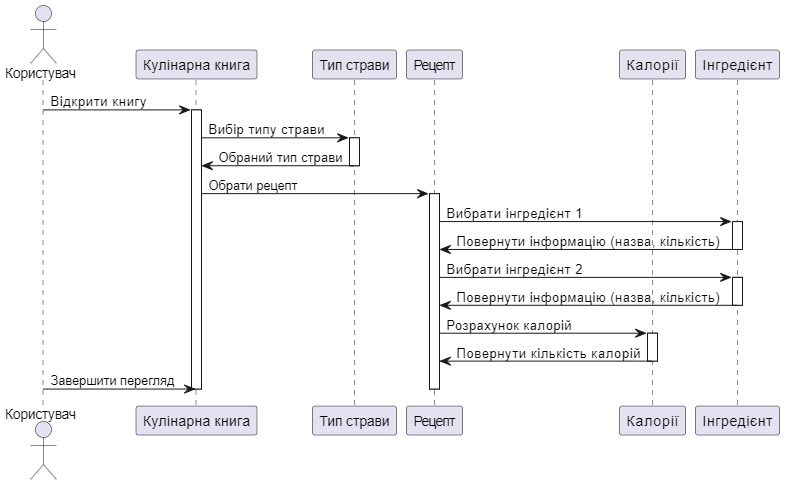 Користувач
Кулінарна книга
Тип страви
Рецепт
Калорії
Інгредієнт
Відкрити книгу
Вибір типу страви
Обраний тип страви
Обрати рецепт
Вибрати інгредієнт 1
Повернути інформацію (назва, кількість)
Вибрати інгредієнт 2
Повернути інформацію (назва, кількість)
Розрахунок калорій
Повернути кількість калорій
Завершити перегляд
Користувач
Кулінарна книга
Тип страви
Рецепт
Калорії
Інгредієнт